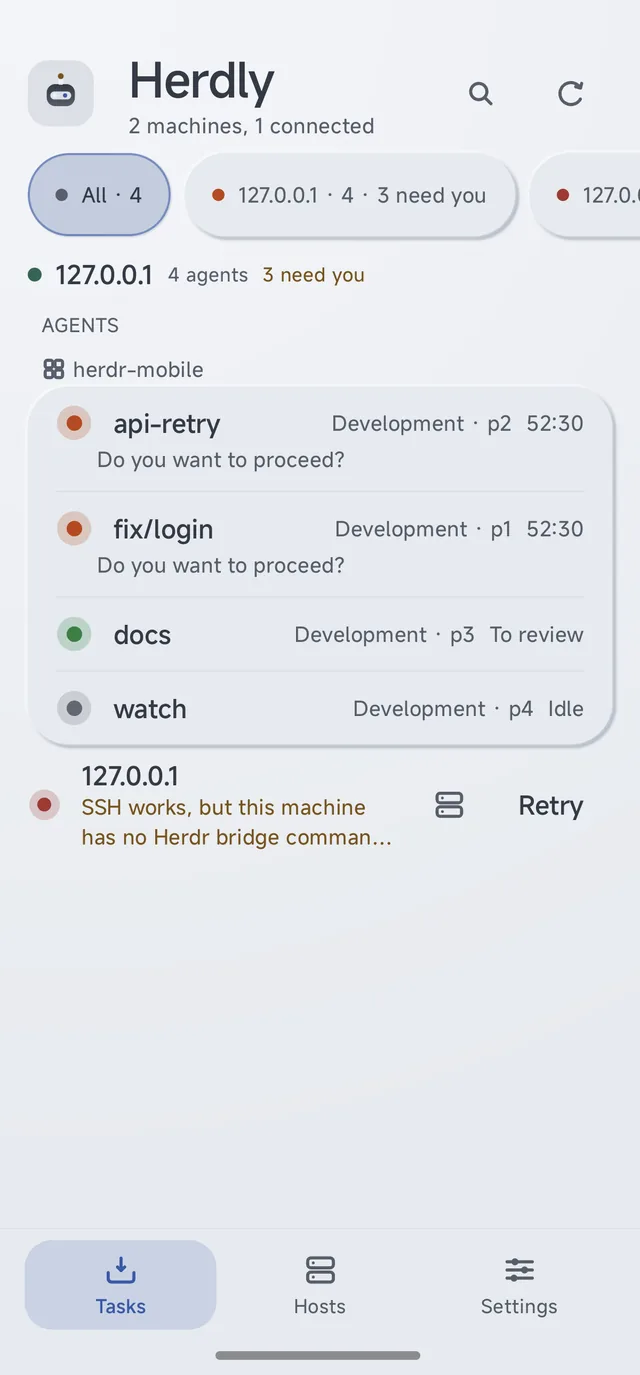 Herdly
2 machines, 1 connected
All · 4
127.0.0.1 · 4 · 3 need you
127.0.
127.0.0.1 4 agents 3 need you
AGENTS
herdr-mobile
api-retry Development · p2 52:30
Do you want to proceed?
fix/login Development · p1 52:30
Do you want to proceed?
docs Development · p3 To review
watch Development · p4 Idle
127.0.0.1
SSH works, but this machine
has no Herdr bridge comman...
Retry
Tasks
Hosts
Settings